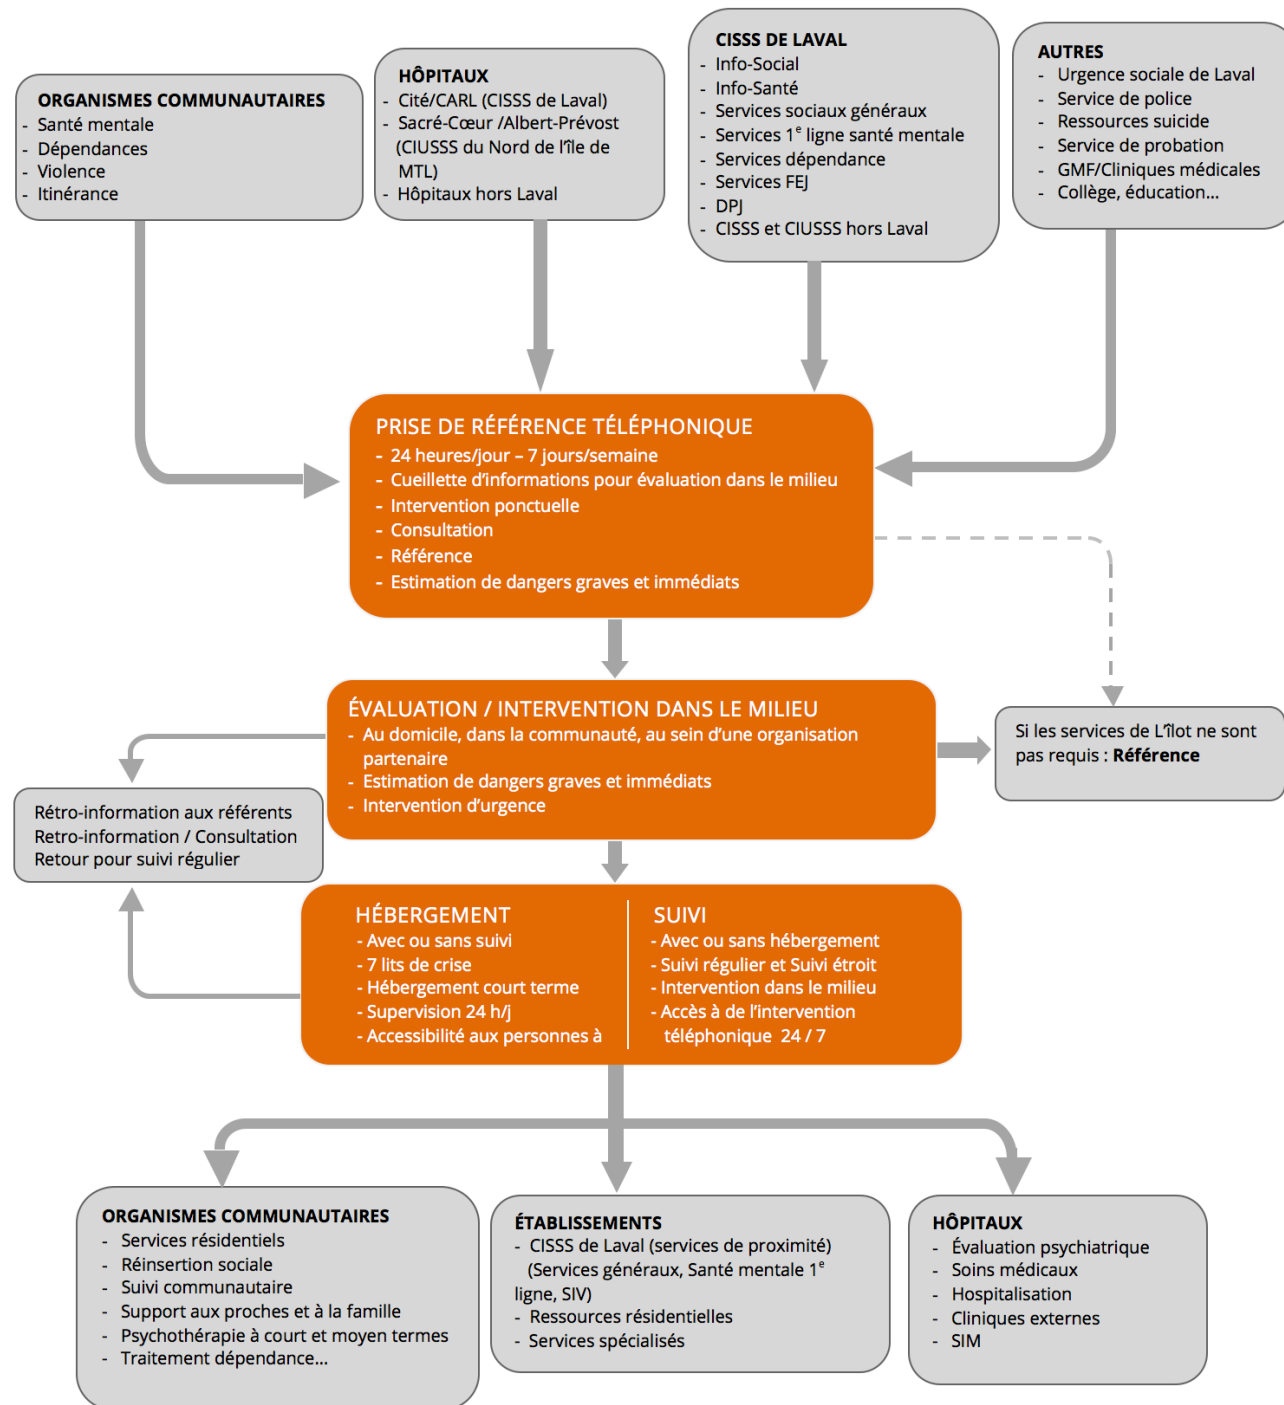 ORGANISMES COMMUNAUTAIRES
- Santé mentale
- Dépendances
- Violence
- Itinérance
HÔPITAUX
- Cité/CARL (CISSS de Laval)
- Sacré-Cœur /Albert-Prévost
(CIUSSS du Nord de l'île de
MTL)
- Hôpitaux hors Laval
CISSS DE LAVAL
- Info-Social
- Info-Santé
- Services sociaux généraux
- Services 1e ligne santé mentale
- Services dépendance
- Services FEJ
- DPJ
- CISSS et CIUSSS hors Laval
AUTRES
- Urgence sociale de Laval
- Service de police
- Ressources suicide
- Service de probation
- GMF/Cliniques médicales
- Collège, éducation...
PRISE DE RÉFÉRENCE TÉLÉPHONIQUE
- 24 heures/jour – 7 jours/semaine
- Cueillette d'informations pour évaluation dans le milieu
- Intervention ponctuelle
- Consultation
- Référence
- Estimation de dangers graves et immédiats
ÉVALUATION / INTERVENTION DANS LE MILIEU
- Au domicile, dans la communauté, au sein d'une organisation
partenaire
- Estimation de dangers graves et immédiats
- Intervention d'urgence
Si les services de L'îlot ne sont
pas requis : Référence
Rétro-information aux référents
Retro-information / Consultation
Retour pour suivi régulier
HÉBERGEMENT
- Avec ou sans suivi
- 7 lits de crise
- Hébergement court terme
- Supervision 24 h/j
- Accessibilité aux personnes à
SUIVI
- Avec ou sans hébergement
- Suivi régulier et Suivi étroit
- Intervention dans le milieu
- Accès à de l'intervention
téléphonique 24 / 7
ORGANISMES COMMUNAUTAIRES
- Services résidentiels
- Réinsertion sociale
- Suivi communautaire
- Support aux proches et à la famille
- Psychothérapie à court et moyen termes
- Traitement dépendance...
ÉTABLISSEMENTS
- CISSS de Laval (services de proximité)
(Services généraux, Santé mentale 1e
ligne, SIV)
- Ressources résidentielles
- Services spécialisés
HÔPITAUX
- Évaluation psychiatrique
- Soins médicaux
- Hospitalisation
- Cliniques externes
- SIM